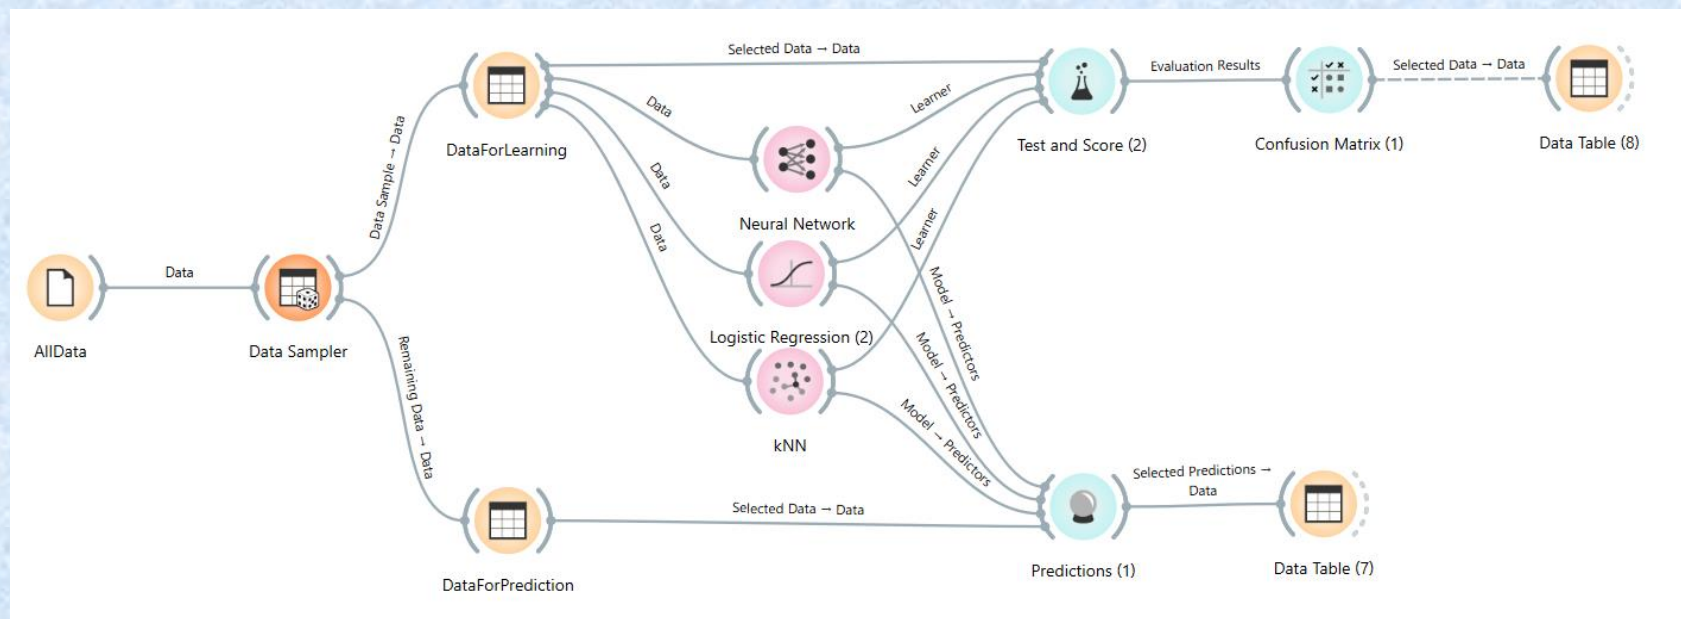 Selected Data → Data
Evaluation Results
Selected Data → Data
DataForLearning
Data
Learner
Test and Score (2)
Confusion Matrix (1)
Data Table (8)
Data Sample → Data
Data
Learner
Neural Network
Data
Learner
Data
AllData
Data Sampler
Logistic Regression (2)
Model → Predictors
Model → Predictors
Model → Predictors
Remaining Data → Data
kNN
Selected Data → Data
Selected Predictions →
Data
DataForPrediction
Predictions (1)
Data Table (7)